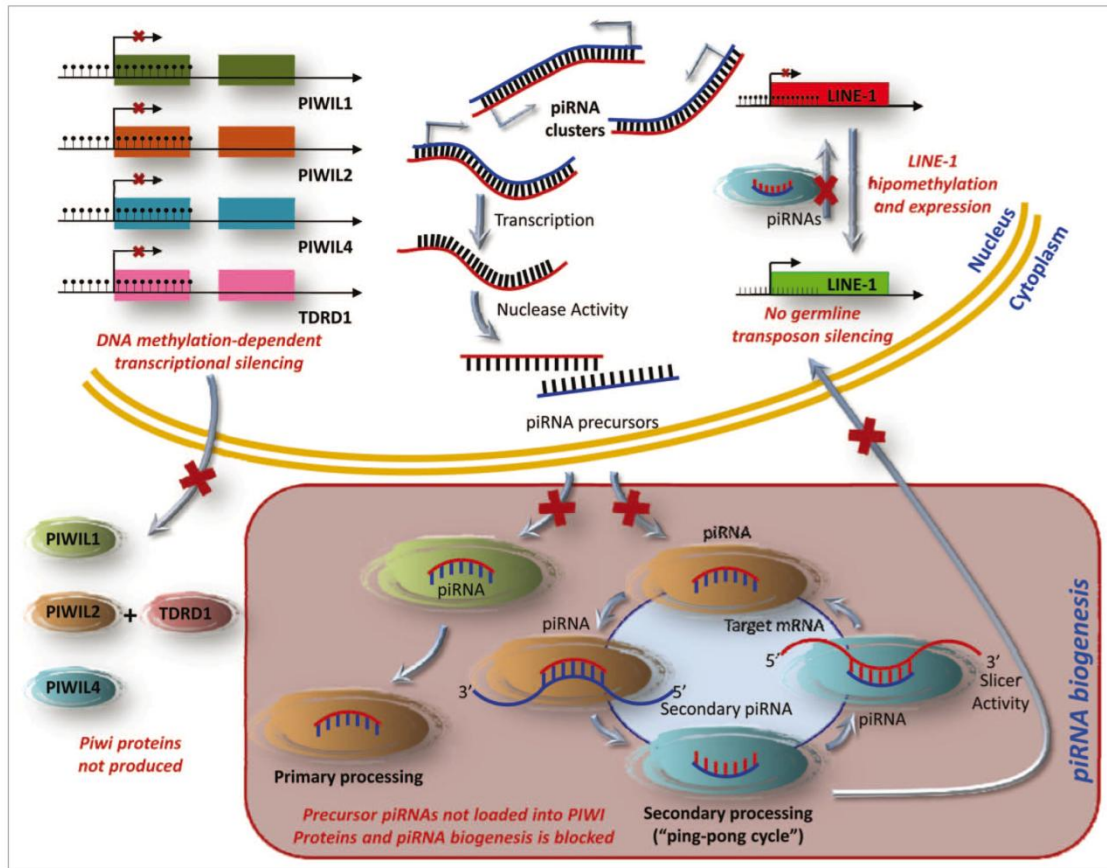 PIWIL1
PIWIL2
PIWIL4
TDRD1
DNA methylation-dependent
transcriptional silencing
piRNA
clusters
Transcription
Nuclease Activity
piRNA precursors
LINE-1
piRNAs
LINE-1
hipomethylation
and expression
LINE-1
No germline
transposon silencing
Nucleus
Cytoplasm
PIWIL1
PIWIL2
+
TDRD1
PIWIL4
Piwi proteins
not produced
piRNA
Primary processing
piRNA
piRNA
3’
5’
Secondary piRNA
Target mRNA
5’
3’
Slicer
Activity
piRNA
Secondary processing
(“ping-pong cycle”)
Precursor piRNAs not loaded into PIWI
Proteins and piRNA biogenesis is blocked
piRNA biogenesis